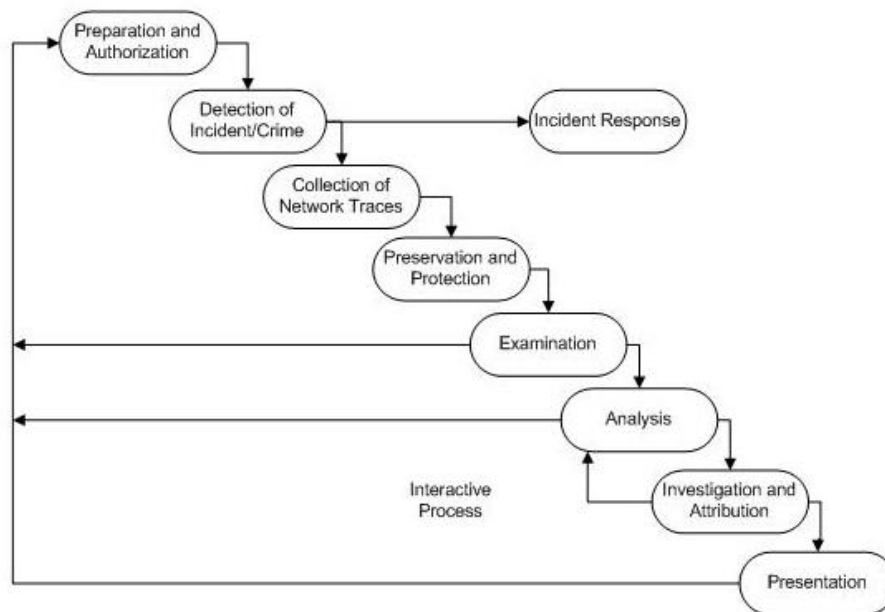 Preparation and
Authorization
Detection of
Incident/Crime
Incident Response
Collection of
Network Traces
Preservation and
Protection
Examination
Analysis
Interactive
Process
Investigation and
Attribution
Presentation